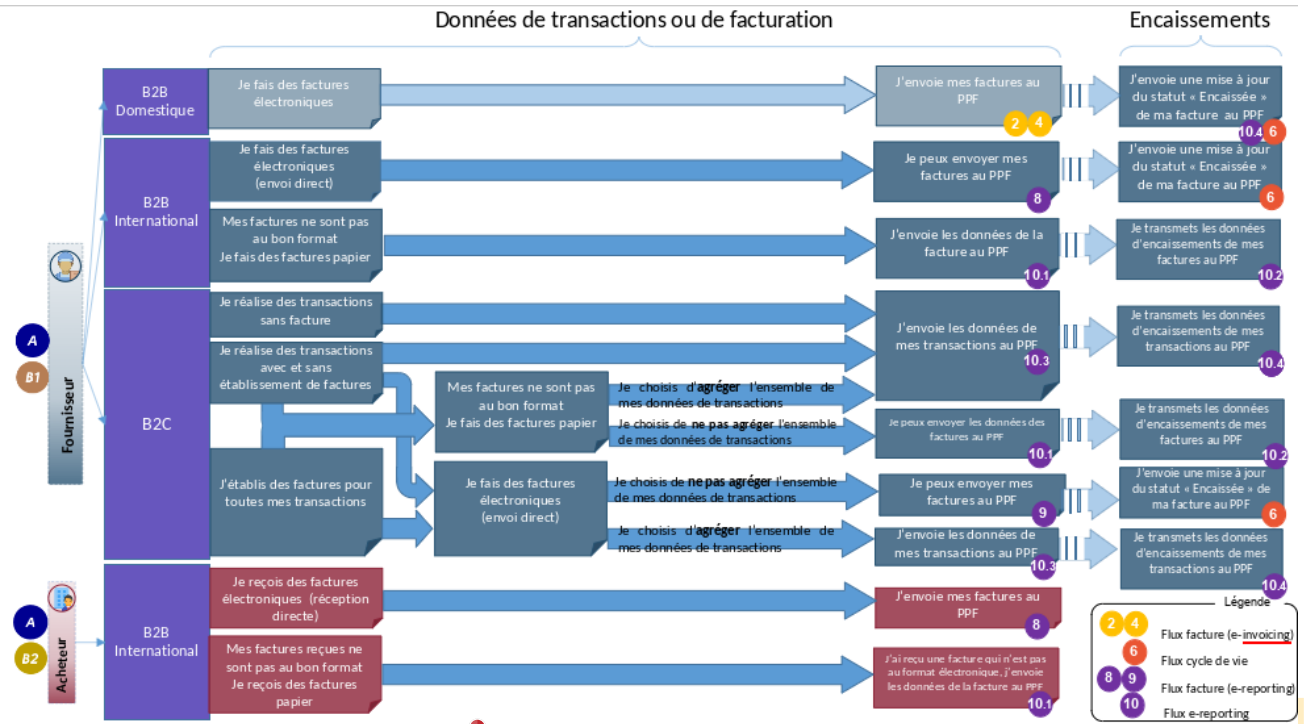 Données de transactions ou de facturation
Encaissements
B2B
Domestique
Je fais des factures
électroniques
J'envoie mes factures au
PPF
2 4
J'envoie une mise à jour
du statut « Encaissée »
de ma facture au PPF
10.4 6
B2B
International
Je fais des factures
électroniques
(envoi direct)
Je peux envoyer mes
factures au PPF
8
J'envoie une mise à jour
du statut « Encaissée »
de ma facture au PPF
6
Mes factures ne sont pas
au bon format
Je fais des factures papier
J'envoie les données de la
facture au PPF
10.1
Je transmets les données
d'encaissements de mes
factures au PPF
10.2
A
B1
Fournisseur
B2C
Je réalise des transactions
sans facture
Je réalise des transactions
avec et sans
établissement de factures
J'envoie les données de
mes transactions au PPF
10.3
Je transmets les données
d'encaissements de mes
transactions au PPF
10.4
Mes factures ne sont pas
au bon format
Je fais des factures papier
Je choisis d'agréger l'ensemble de
mes données de transactions
Je choisis de ne pas agréger l'ensemble
de mes données de transactions
Je peux envoyer les données des
factures au PPF
10.1
Je transmets les données
d'encaissements de mes
factures au PPF
10.2
J'établis des factures pour
toutes mes transactions
Je fais des factures
électroniques
(envoi direct)
Je choisis de ne pas agréger l'ensemble
de mes données de transactions
Je peux envoyer mes
factures au PPF
9
J'envoie une mise à jour
du statut « Encaissée » de
ma facture au PPF
6
Je choisis d'agréger l'ensemble de
mes données de transactions
J'envoie les données de
mes transactions au PPF
10.3
Je transmets les données
d'encaissements de mes
transactions au PPF
10.4
A
B2
Acheteur
B2B
International
Je reçois des factures
électroniques (réception
directe)
J'envoie mes factures au
PPF
8
Mes factures reçues ne
sont pas au bon format
Je reçois des factures
papier
J'ai reçu une facture qui n'est pas
au format électronique, j'envoie
les données de la facture au PPF
10.1
Légende
2 4 Flux facture (e-invoicing)
6 Flux cycle de vie
8 9 Flux facture (e-reporting)
10 Flux e-reporting